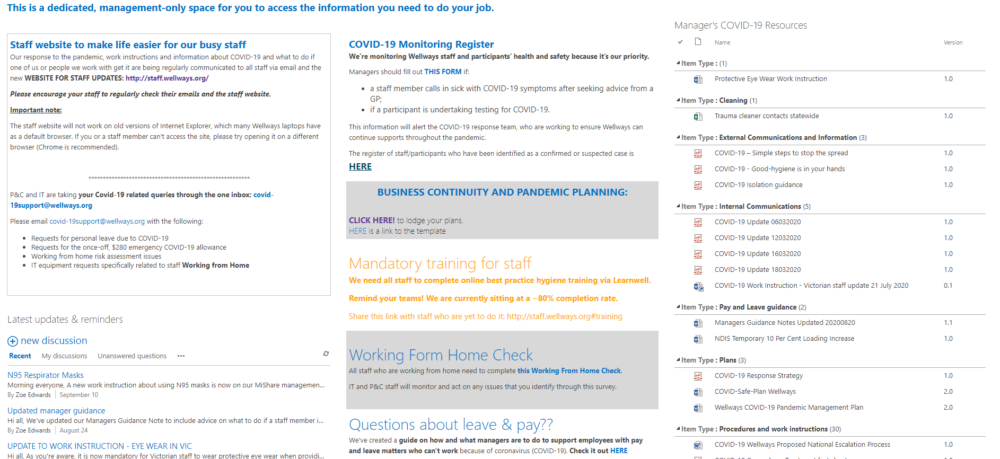 This is a dedicated, management-only space for you to access the information you need to do your job.
Staff website to make life easier for our busy staff
Our response to the pandemic, work instructions and information about COVID-19 and what to do if
one of us or people we work with get it are being regularly communicated to all staff via email and the
new WEBSITE FOR STAFF UPDATES: http://staff.wellways.org/
Please encourage your staff to regularly check their emails and the staff website.
Important note:
The staff website will not work on old versions of Internet Explorer, which many Wellways laptops have
as a default browser. If you or a staff member can't access the site, please try opening it on a different
browser (Chrome is recommended).
********************************************************
P&C and IT are taking your Covid-19 related queries through the one inbox: covid-
19support@wellways.org
Please email covid-19support@wellways.org with the following:
• Requests for personal leave due to COVID-19
• Requests for the once-off, $280 emergency COVID-19 allowance
• Working from home risk assessment issues
• IT equipment requests specifically related to staff Working from Home
Latest updates & reminders
new discussion
Recent My discussions Unanswered questions ...
N95 Respirator Masks
Morning everyone, A new work instruction about using N95 masks is now on our MiShare managemen...
By Zoe Edwards September 10
Updated manager guidance
Hi all, We've updated our Managers Guidance Note to include advice on what to do if a staff member i...
By Zoe Edwards August 24
UPDATE TO WORK INSTRUCTION - EYE WEAR IN VIC
Hi all, As you're aware, it is now mandatory for Victorian staff to wear protective eye wear when providi...
COVID-19 Monitoring Register
We're monitoring Wellways staff and participants' health and safety because it's our priority.
Managers should fill out THIS FORM if:
• a staff member calls in sick with COVID-19 symptoms after seeking advice from a
GP;
• if a participant is undertaking testing for COVID-19.
This information will alert the COVID-19 response team, who are working to ensure Wellways can
continue supports throughout the pandemic.
The register of staff/participants who have been identified as a confirmed or suspected case is
HERE
BUSINESS CONTINUITY AND PANDEMIC PLANNING:
CLICK HERE! to lodge your plans.
HERE is a link to the template
Mandatory training for staff
We need all staff to complete online best practice hygiene training via Learnwell.
Remind your teams! We are currently sitting at a ~80% completion rate.
Share this link with staff who are yet to do it: http://staff.wellways.org#training
Working Form Home Check
All staff who are working from home need to complete this Working From Home Check.
IT and P&C staff will monitor and act on any issues that you identify through this survey.
Questions about leave & pay??
We've created a guide on how and what managers are to do to support employees with pay
and leave matters who can't work because of coronavirus (COVID-19). Check it out HERE
Manager's COVID-19 Resources
Name Version
Item Type : (1)
Protective Eye Wear Work Instruction 1.0
Item Type : Cleaning (1)
Trauma cleaner contacts statewide 1.0
Item Type : External Communications and Information (3)
COVID-19 – Simple steps to stop the spread 1.0
COVID-19 - Good-hygiene is in your hands 1.0
COVID-19 Isolation guidance 1.0
Item Type : Internal Communications (5)
COVID-19 Update 06032020 1.0
COVID-19 Update 12032020 1.0
COVID-19 Update 16032020 1.0
COVID-19 Update 18032020 1.0
COVID-19 Work Instruction - Victorian staff update 21 July 2020 0.1
Item Type : Pay and Leave guidance (2)
Managers Guidance Notes Updated 20200820 1.1
NDIS Temporary 10 Per Cent Loading Increase 1.0
Item Type : Plans (3)
COVID-19 Response Strategy 1.0
COVID-Safe-Plan Wellways 2.0
Wellways COVID-19 Pandemic Management Plan 2.0
Item Type : Procedures and work instructions (30)
COVID-19 Wellways Proposed National Escalation Process 1.0